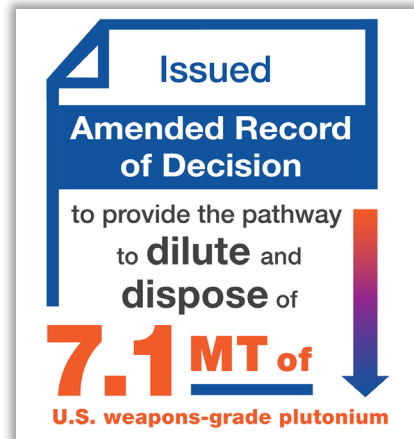 Issued
Amended Record
of Decision
to provide the pathway
to dilute and
dispose of
7.1 MT of
U.S. weapons-grade plutonium